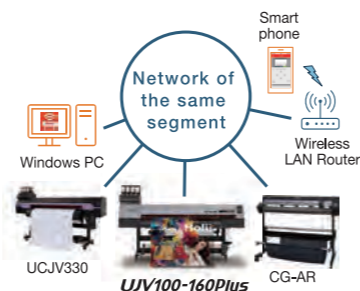 Smart
phone
Network of
the same
segment
Windows PC
Wireless
LAN Router
UCJV330
UJV100-160Plus
CG-AR